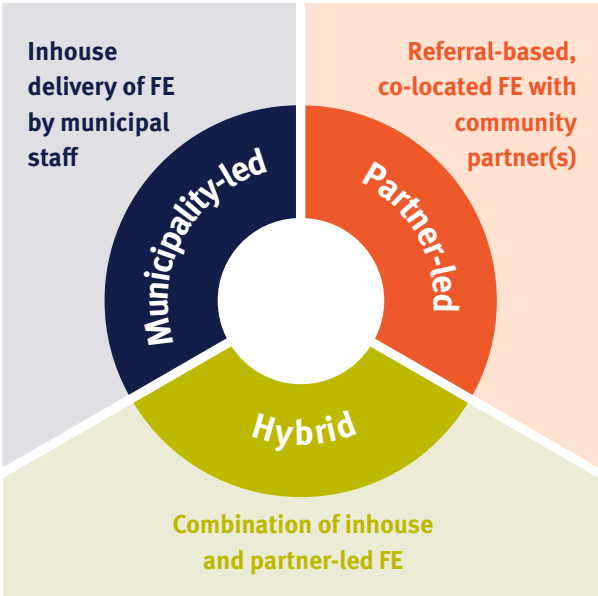 Inhouse
delivery of FE
by municipal
staff
Municipality-led
Referral-based,
co-located FE with
community
partner(s)
Partner-led
Hybrid
Combination of inhouse
and partner-led FE